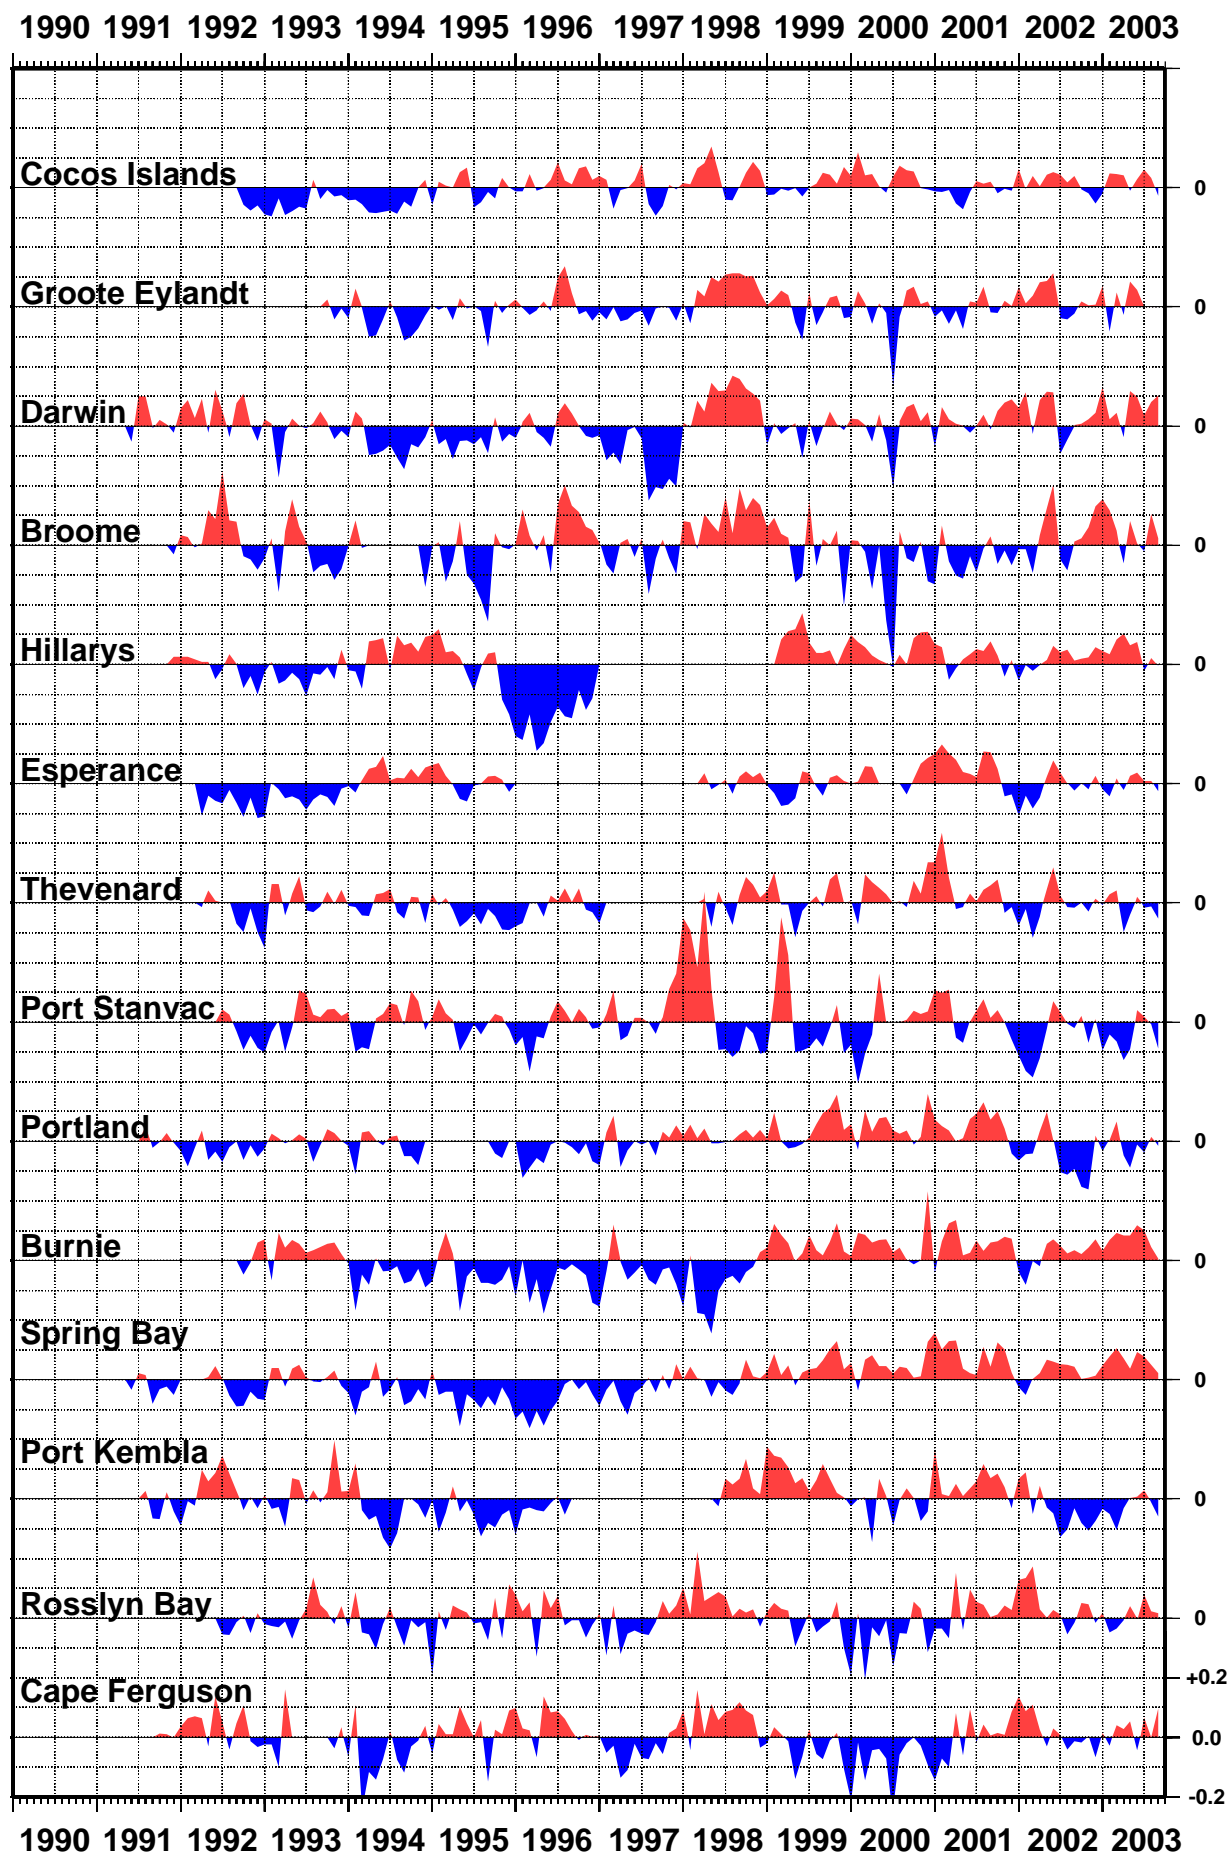 1990 1991 1992 1993 1994 1995 1996 1997 1998 1999 2000 2001 2002 2003
Cocos Islands 0
Groote Eylandt 0
Darwin 0
Broome 0
Hillarys 0
Esperance 0
Thevenard 0
Port Stanvac 0
Portland 0
Burnie 0
Spring Bay 0
Port Kembla 0
Rosslyn Bay 0
+0.2
Cape Ferguson
0.0
-0.2
1990 1991 1992 1993 1994 1995 1996 1997 1998 1999 2000 2001 2002 2003